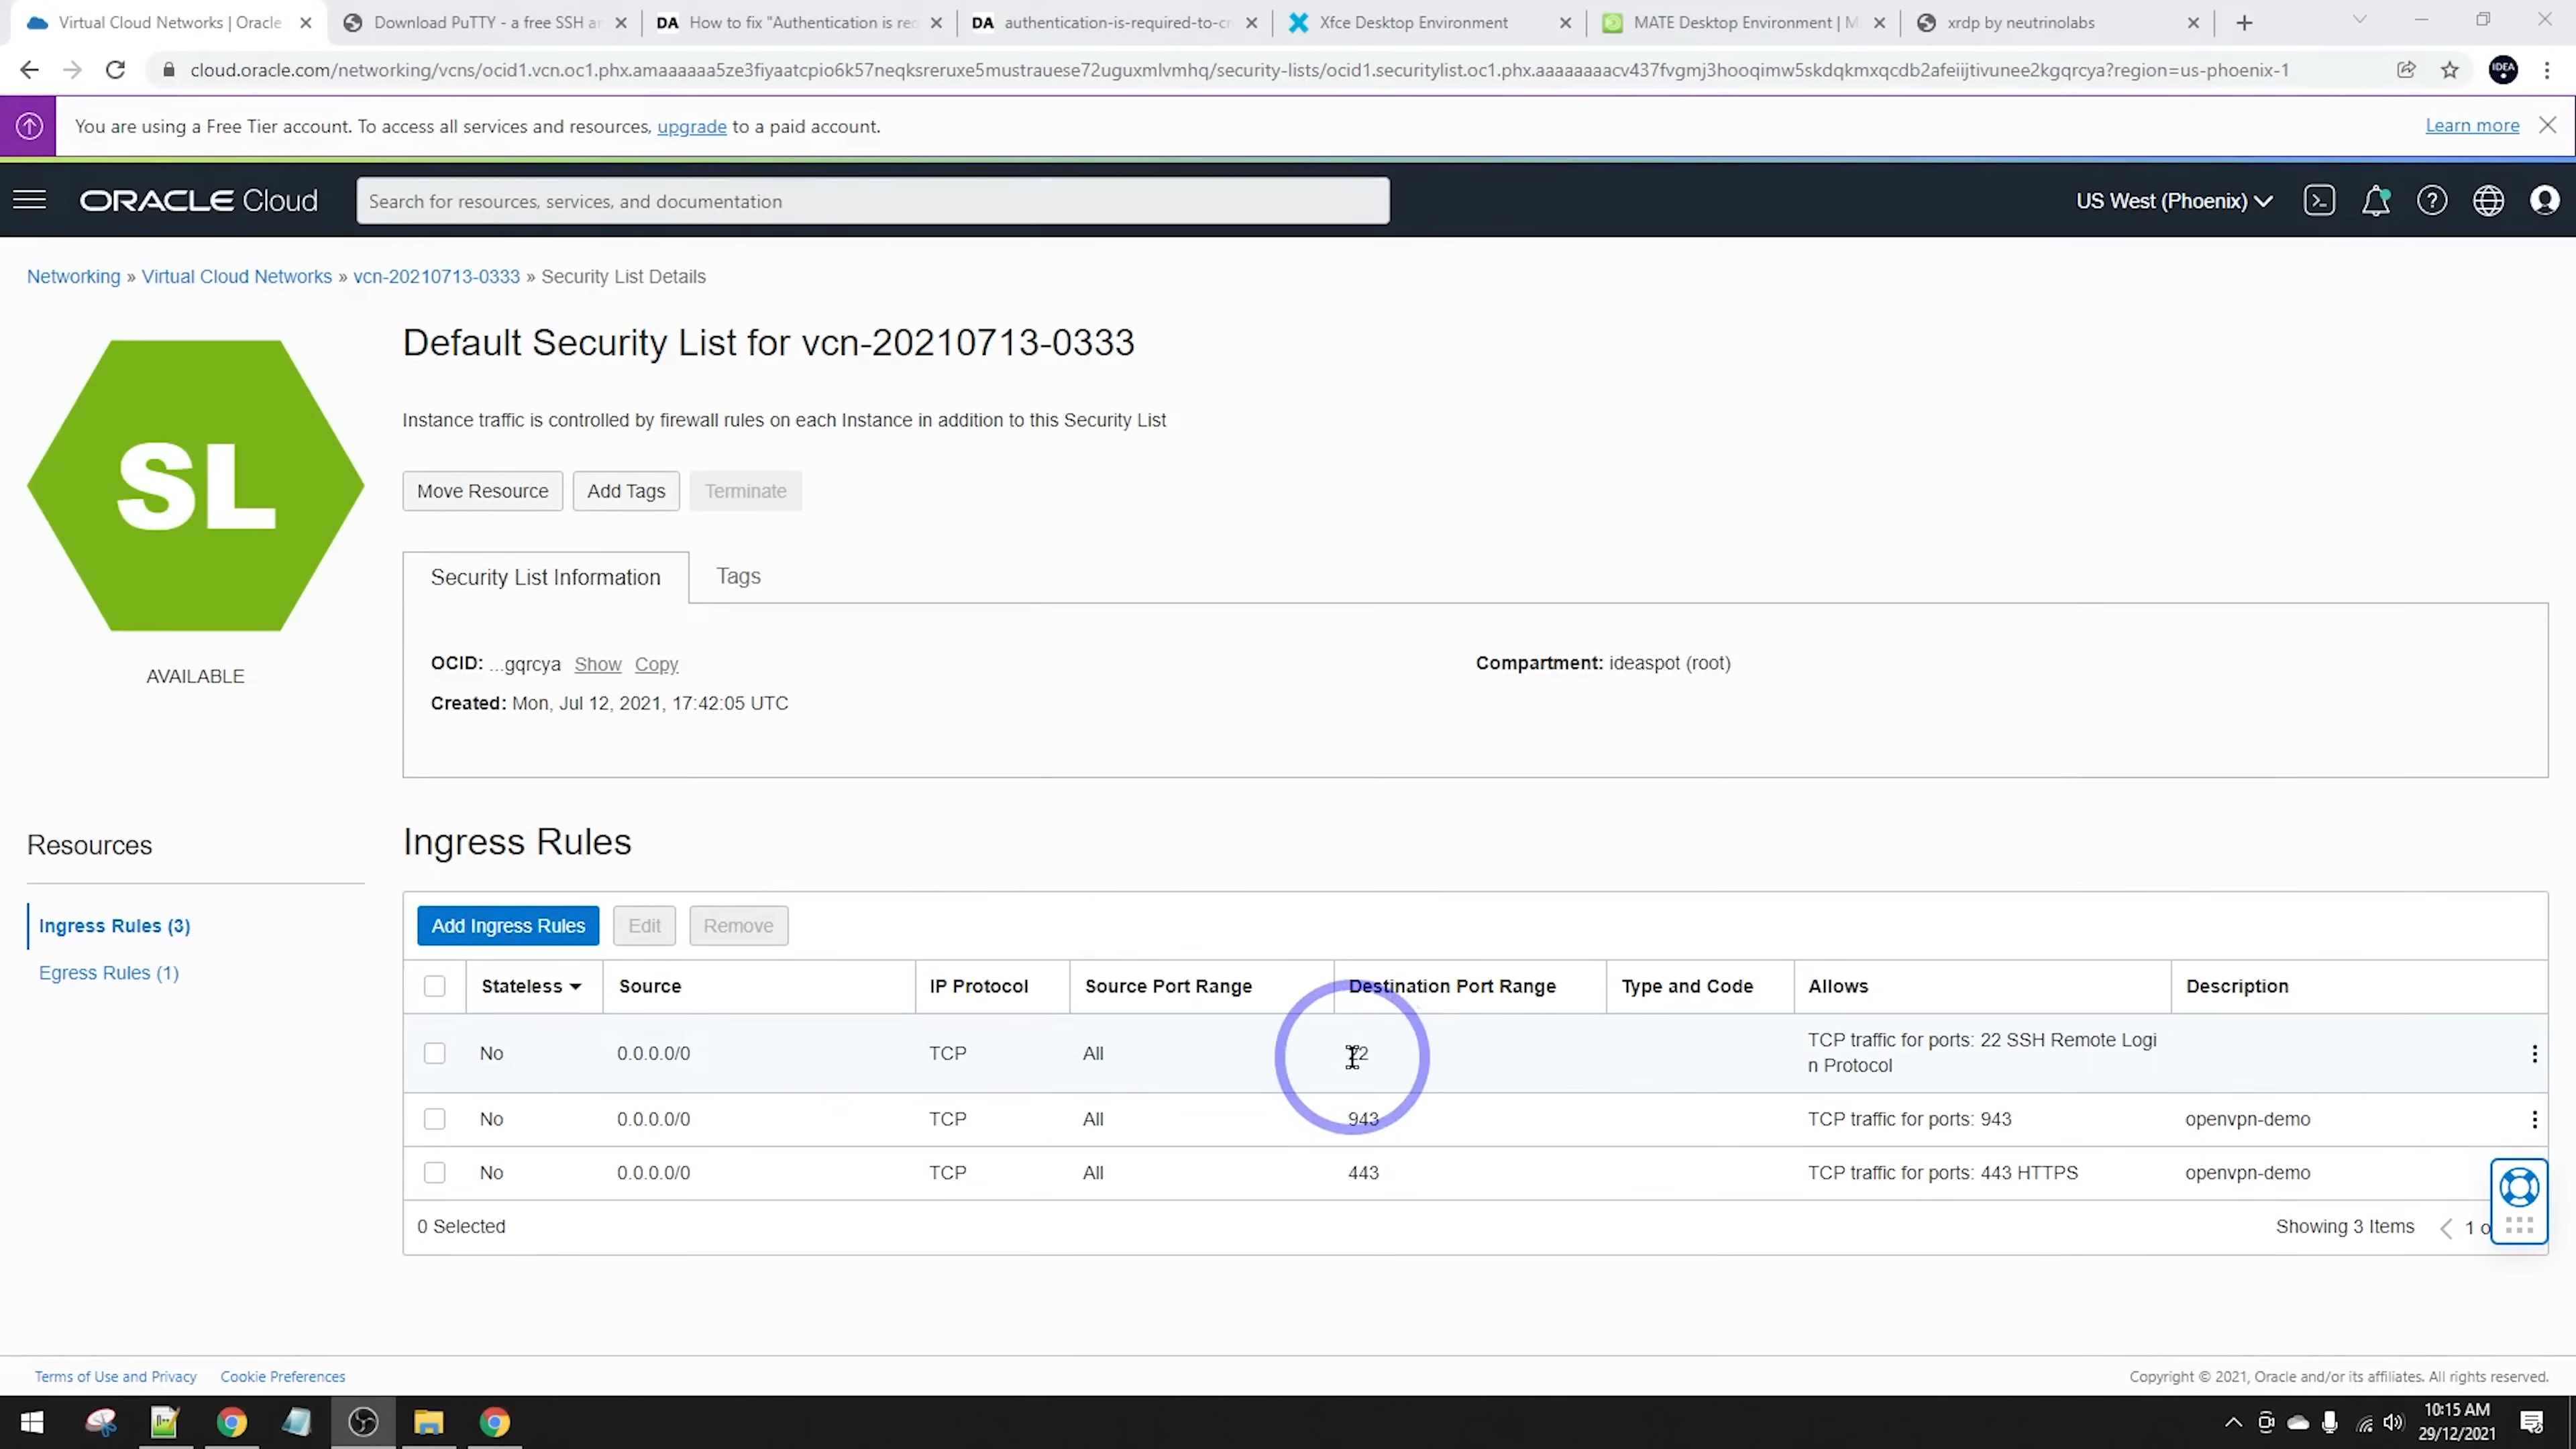 Virtual Cloud Networks | Oracle
Download PuTTY - a free SSH ar
DA How to fix "Authentication is req
DA authentication-is-required-to-cr
Xfce Desktop Environment
MATE Desktop Environment | M
xrdp by neutrinolabs
cloud.oracle.com/networking/vcns/ocid1.vcn.oc1.phx.amaaaaaa5ze3fiyaatcpio6k57neqksreruxe5mustrauese72uguxmlvmhq/security-lists/ocid1.securitylist.oc1.phx.aaaaaaaacv437fvgmj3hooqimw5skdqkmxqcdb2afeiijtivunee2kgqrcya?region=us-phoenix-1
IDEA
You are using a Free Tier account. To access all services and resources, upgrade to a paid account.
Learn more
ORACLE Cloud
Search for resources, services, and documentation
US West (Phoenix)
Networking » Virtual Cloud Networks » vcn-20210713-0333 » Security List Details
SL
AVAILABLE
Default Security List for vcn-20210713-0333
Instance traffic is controlled by firewall rules on each Instance in addition to this Security List
Move Resource
Add Tags
Terminate
Security List Information
Tags
OCID: ...gqrcya Show Copy
Created: Mon, Jul 12, 2021, 17:42:05 UTC
Compartment: ideaspot (root)
Resources
Ingress Rules (3)
Egress Rules (1)
Ingress Rules
Add Ingress Rules
Edit
Remove
Stateless Source IP Protocol Source Port Range Destination Port Range Type and Code Allows Description
No 0.0.0.0/0 TCP All 22 TCP traffic for ports: 22 SSH Remote Logi
n Protocol
No 0.0.0.0/0 TCP All 943 TCP traffic for ports: 943 openvpn-demo
No 0.0.0.0/0 TCP All 443 TCP traffic for ports: 443 HTTPS openvpn-demo
0 Selected
Showing 3 Items
1 o
Terms of Use and Privacy
Cookie Preferences
Copyright © 2021, Oracle and/or its affiliates. All rights reserved.
10:15 AM
29/12/2021